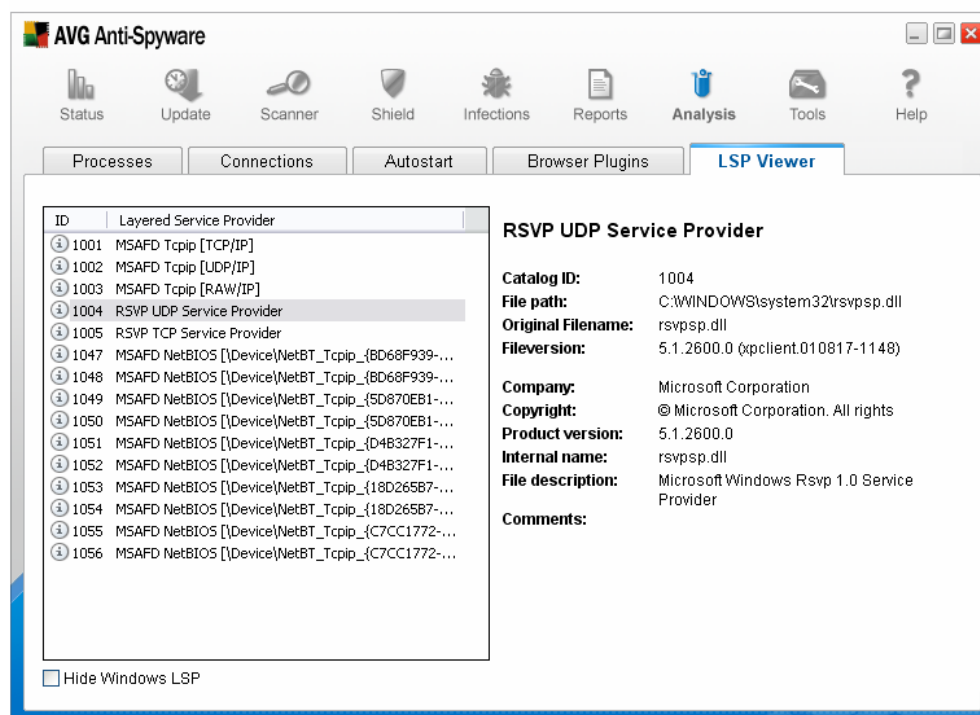 AVG Anti-Spyware
Status Update Scanner Shield Infections Reports Analysis Tools Help
Processes Connections Autostart Browser Plugins LSP Viewer
ID Layered Service Provider
1001 MSAFD Tcpip [TCP/IP]
1002 MSAFD Tcpip [UDP/IP]
1003 MSAFD Tcpip [RAW/IP]
1004 RSVP UDP Service Provider
1005 RSVP TCP Service Provider
1047 MSAFD NetBIOS [\Device\NetBT_Tcpip_{BD68F939-...
1048 MSAFD NetBIOS [\Device\NetBT_Tcpip_{BD68F939-...
1049 MSAFD NetBIOS [\Device\NetBT_Tcpip_{5D870EB1-...
1050 MSAFD NetBIOS [\Device\NetBT_Tcpip_{5D870EB1-...
1051 MSAFD NetBIOS [\Device\NetBT_Tcpip_{D4B327F1-...
1052 MSAFD NetBIOS [\Device\NetBT_Tcpip_{D4B327F1-...
1053 MSAFD NetBIOS [\Device\NetBT_Tcpip_{18D265B7-...
1054 MSAFD NetBIOS [\Device\NetBT_Tcpip_{18D265B7-...
1055 MSAFD NetBIOS [\Device\NetBT_Tcpip_{C7CC1772-...
1056 MSAFD NetBIOS [\Device\NetBT_Tcpip_{C7CC1772-...
Hide Windows LSP
RSVP UDP Service Provider
Catalog ID: 1004
File path: C:\WINDOWS\system32\rsvpsp.dll
Original Filename: rsvpsp.dll
Fileversion: 5.1.2600.0 (xpclient.010817-1148)
Company: Microsoft Corporation
Copyright: © Microsoft Corporation. All rights
Product version: 5.1.2600.0
Internal name: rsvpsp.dll
File description: Microsoft Windows Rsvp 1.0 Service
Provider
Comments: